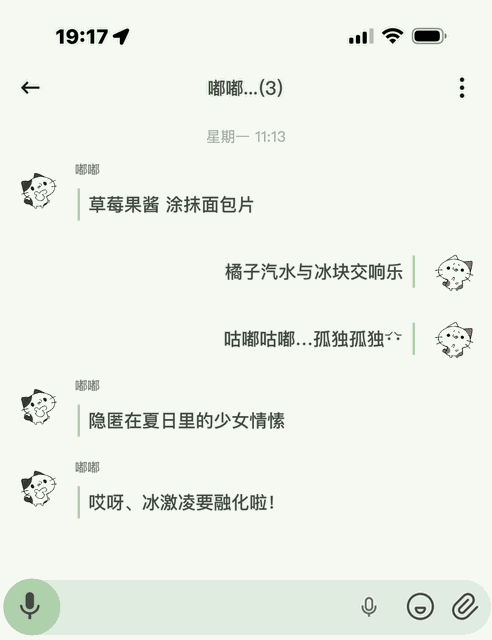 19:17
嘟嘟...(3)
星期一 11:13
嘟嘟
草莓果酱 涂抹面包片
橘子汽水与冰块交响乐
咕嘟咕嘟...孤独孤独
嘟嘟
隐匿在夏日里的少女情愫
嘟嘟
哎呀、冰激凌要融化啦！